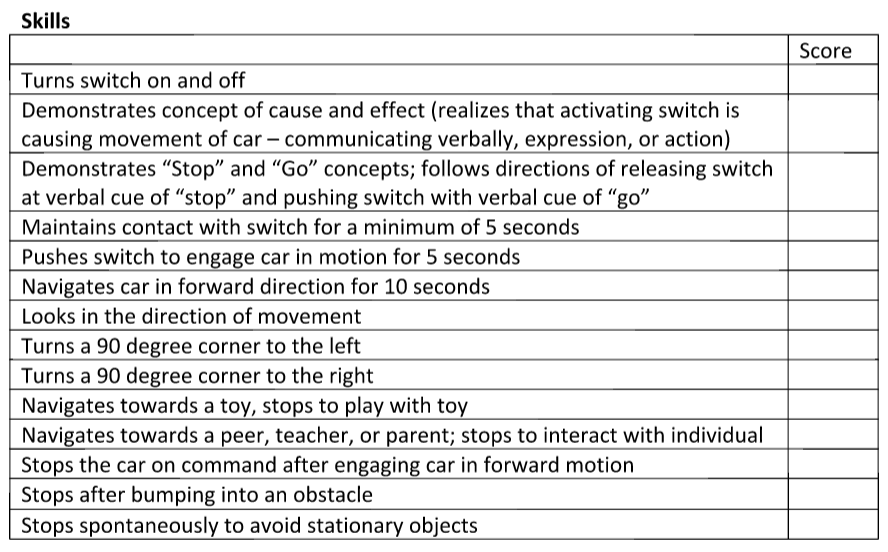 Skills
Score
Turns switch on and off
Demonstrates concept of cause and effect (realizes that activating switch is
causing movement of car – communicating verbally, expression, or action)
Demonstrates “Stop” and “Go” concepts; follows directions of releasing switch
at verbal cue of “stop” and pushing switch with verbal cue of “go”
Maintains contact with switch for a minimum of 5 seconds
Pushes switch to engage car in motion for 5 seconds
Navigates car in forward direction for 10 seconds
Looks in the direction of movement
Turns a 90 degree corner to the left
Turns a 90 degree corner to the right
Navigates towards a toy, stops to play with toy
Navigates towards a peer, teacher, or parent; stops to interact with individual
Stops the car on command after engaging car in forward motion
Stops after bumping into an obstacle
Stops spontaneously to avoid stationary objects